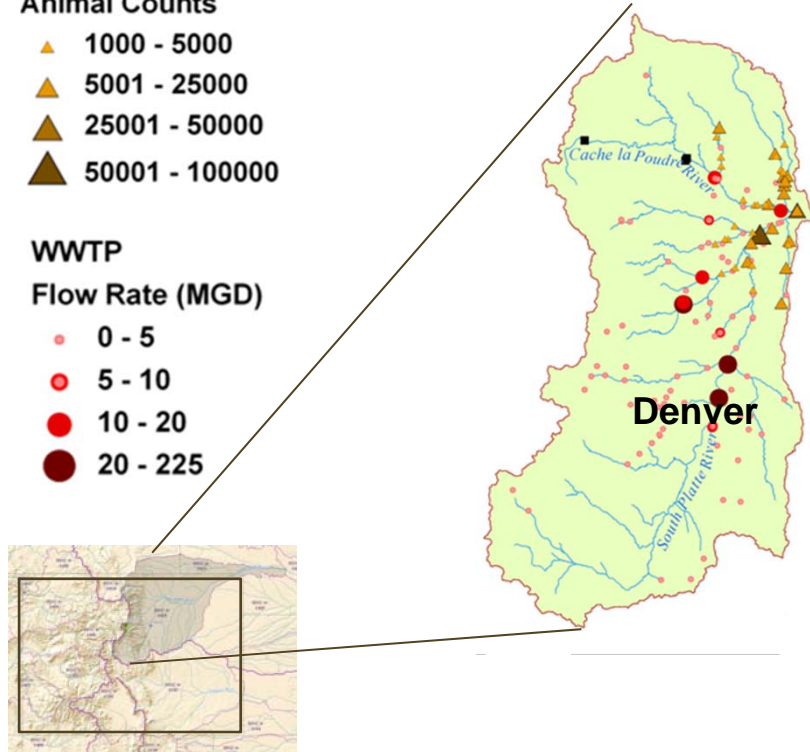 Animal Counts
1000 - 5000
5001 - 25000
25001 - 50000
50001 - 100000
WWTP
Flow Rate (MGD)
0 - 5
5 - 10
10 - 20
20 - 225
Cache la Poudre River
Denver
South Platte River